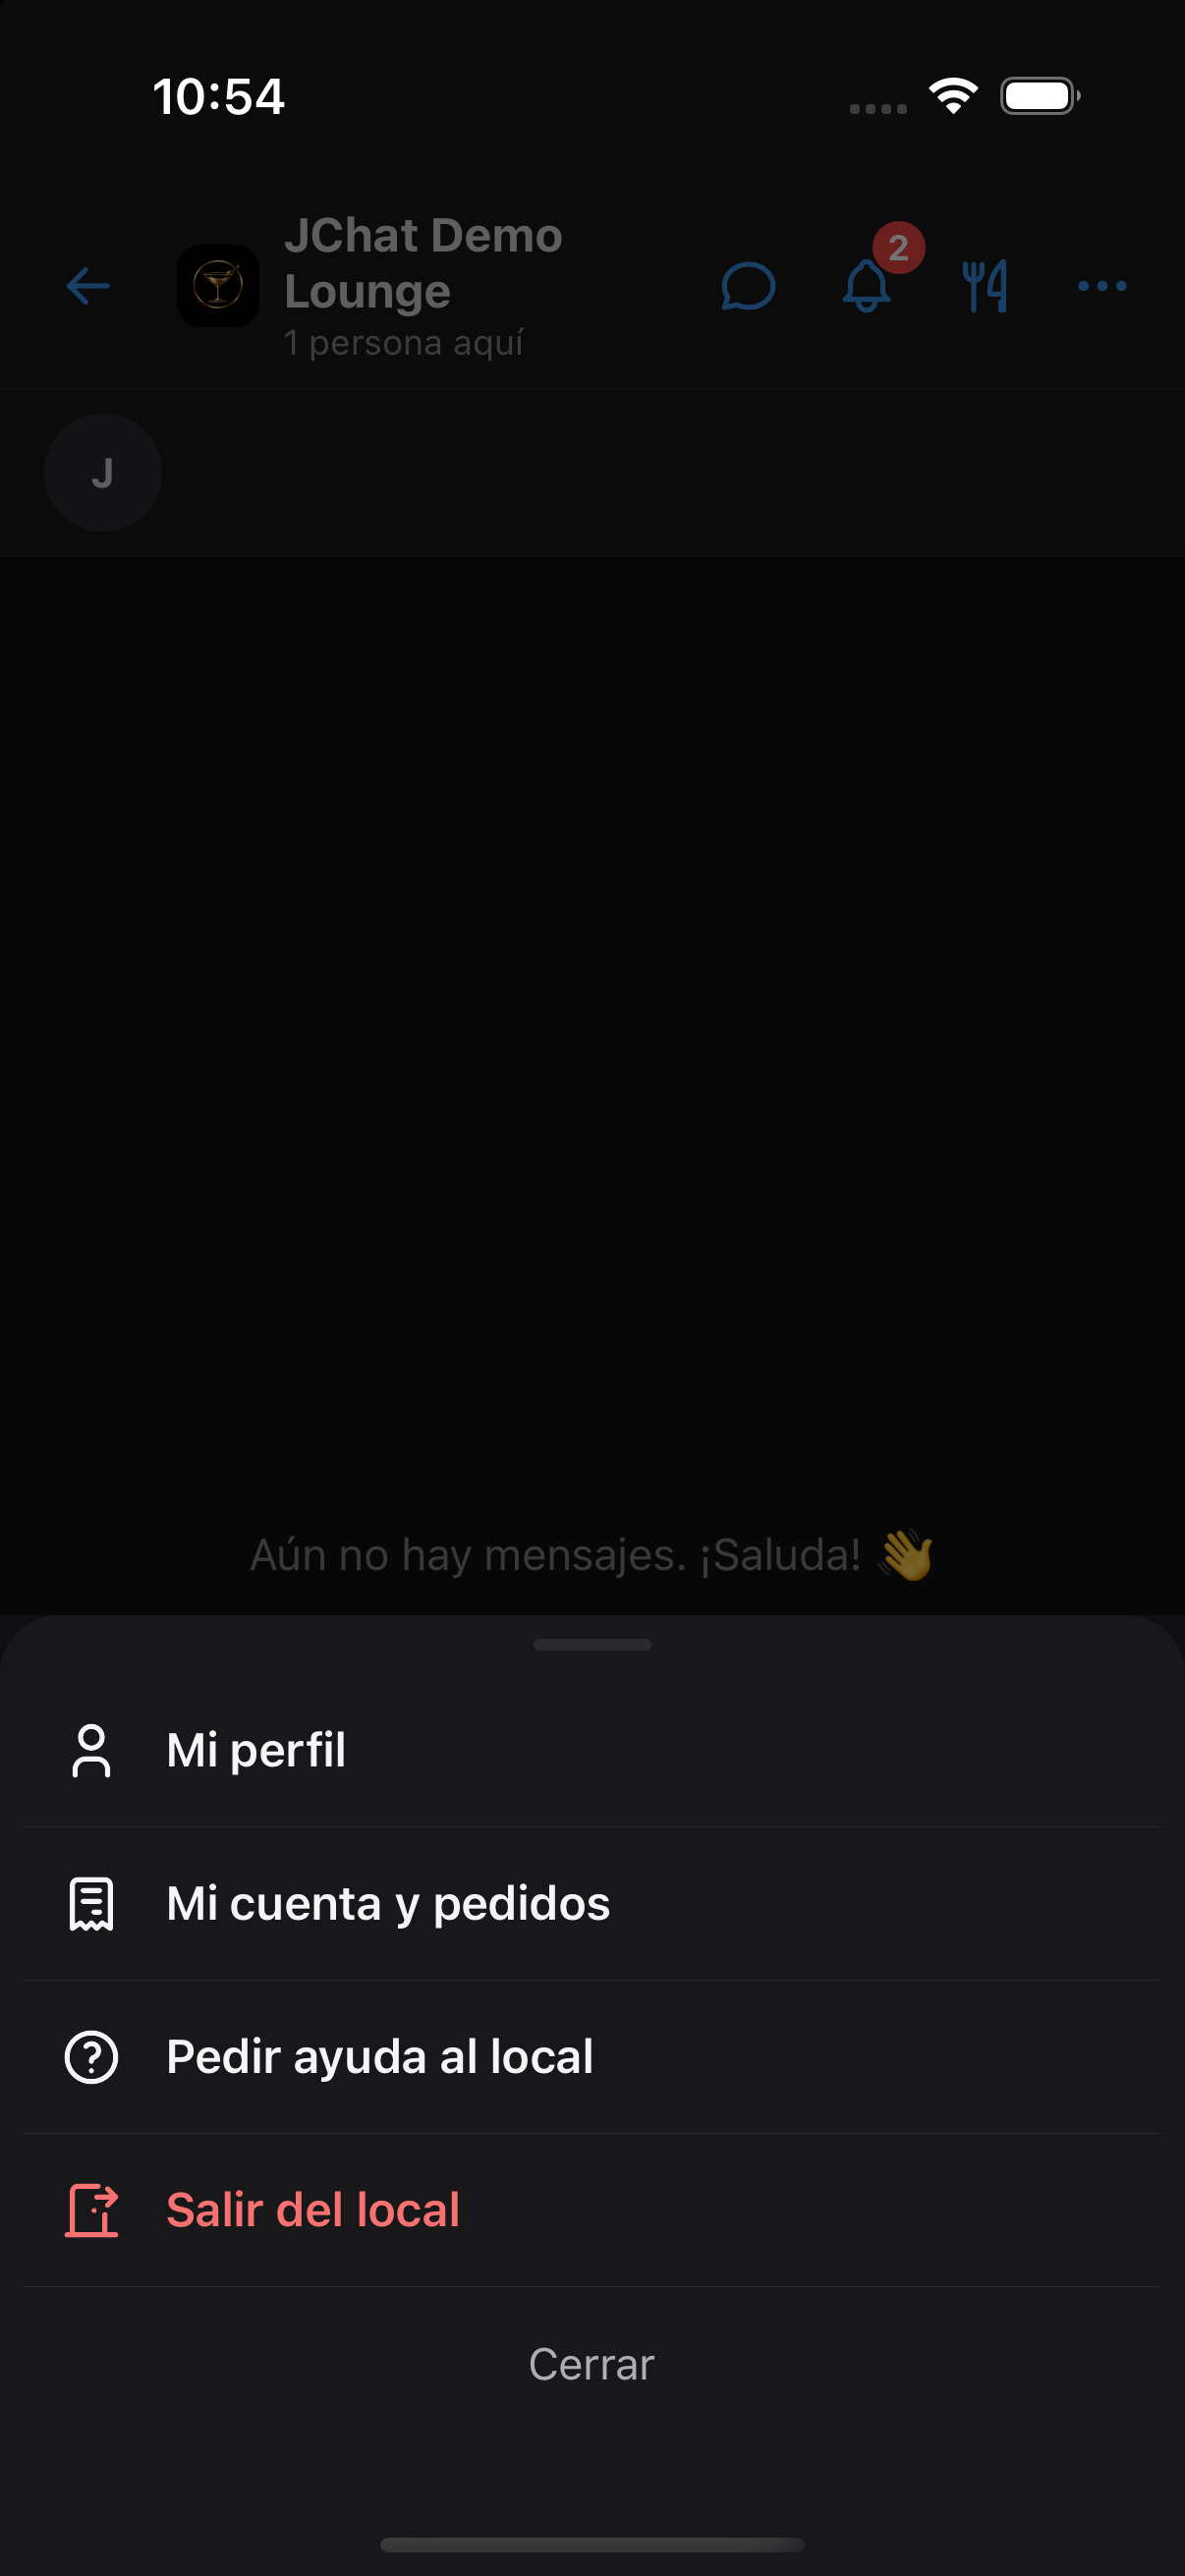 10:54
JChat Demo
Lounge
1 persona aquí
2
J
Aún no hay mensajes. ¡Saluda! 👋
Mi perfil
Mi cuenta y pedidos
Pedir ayuda al local
Salir del local
Cerrar